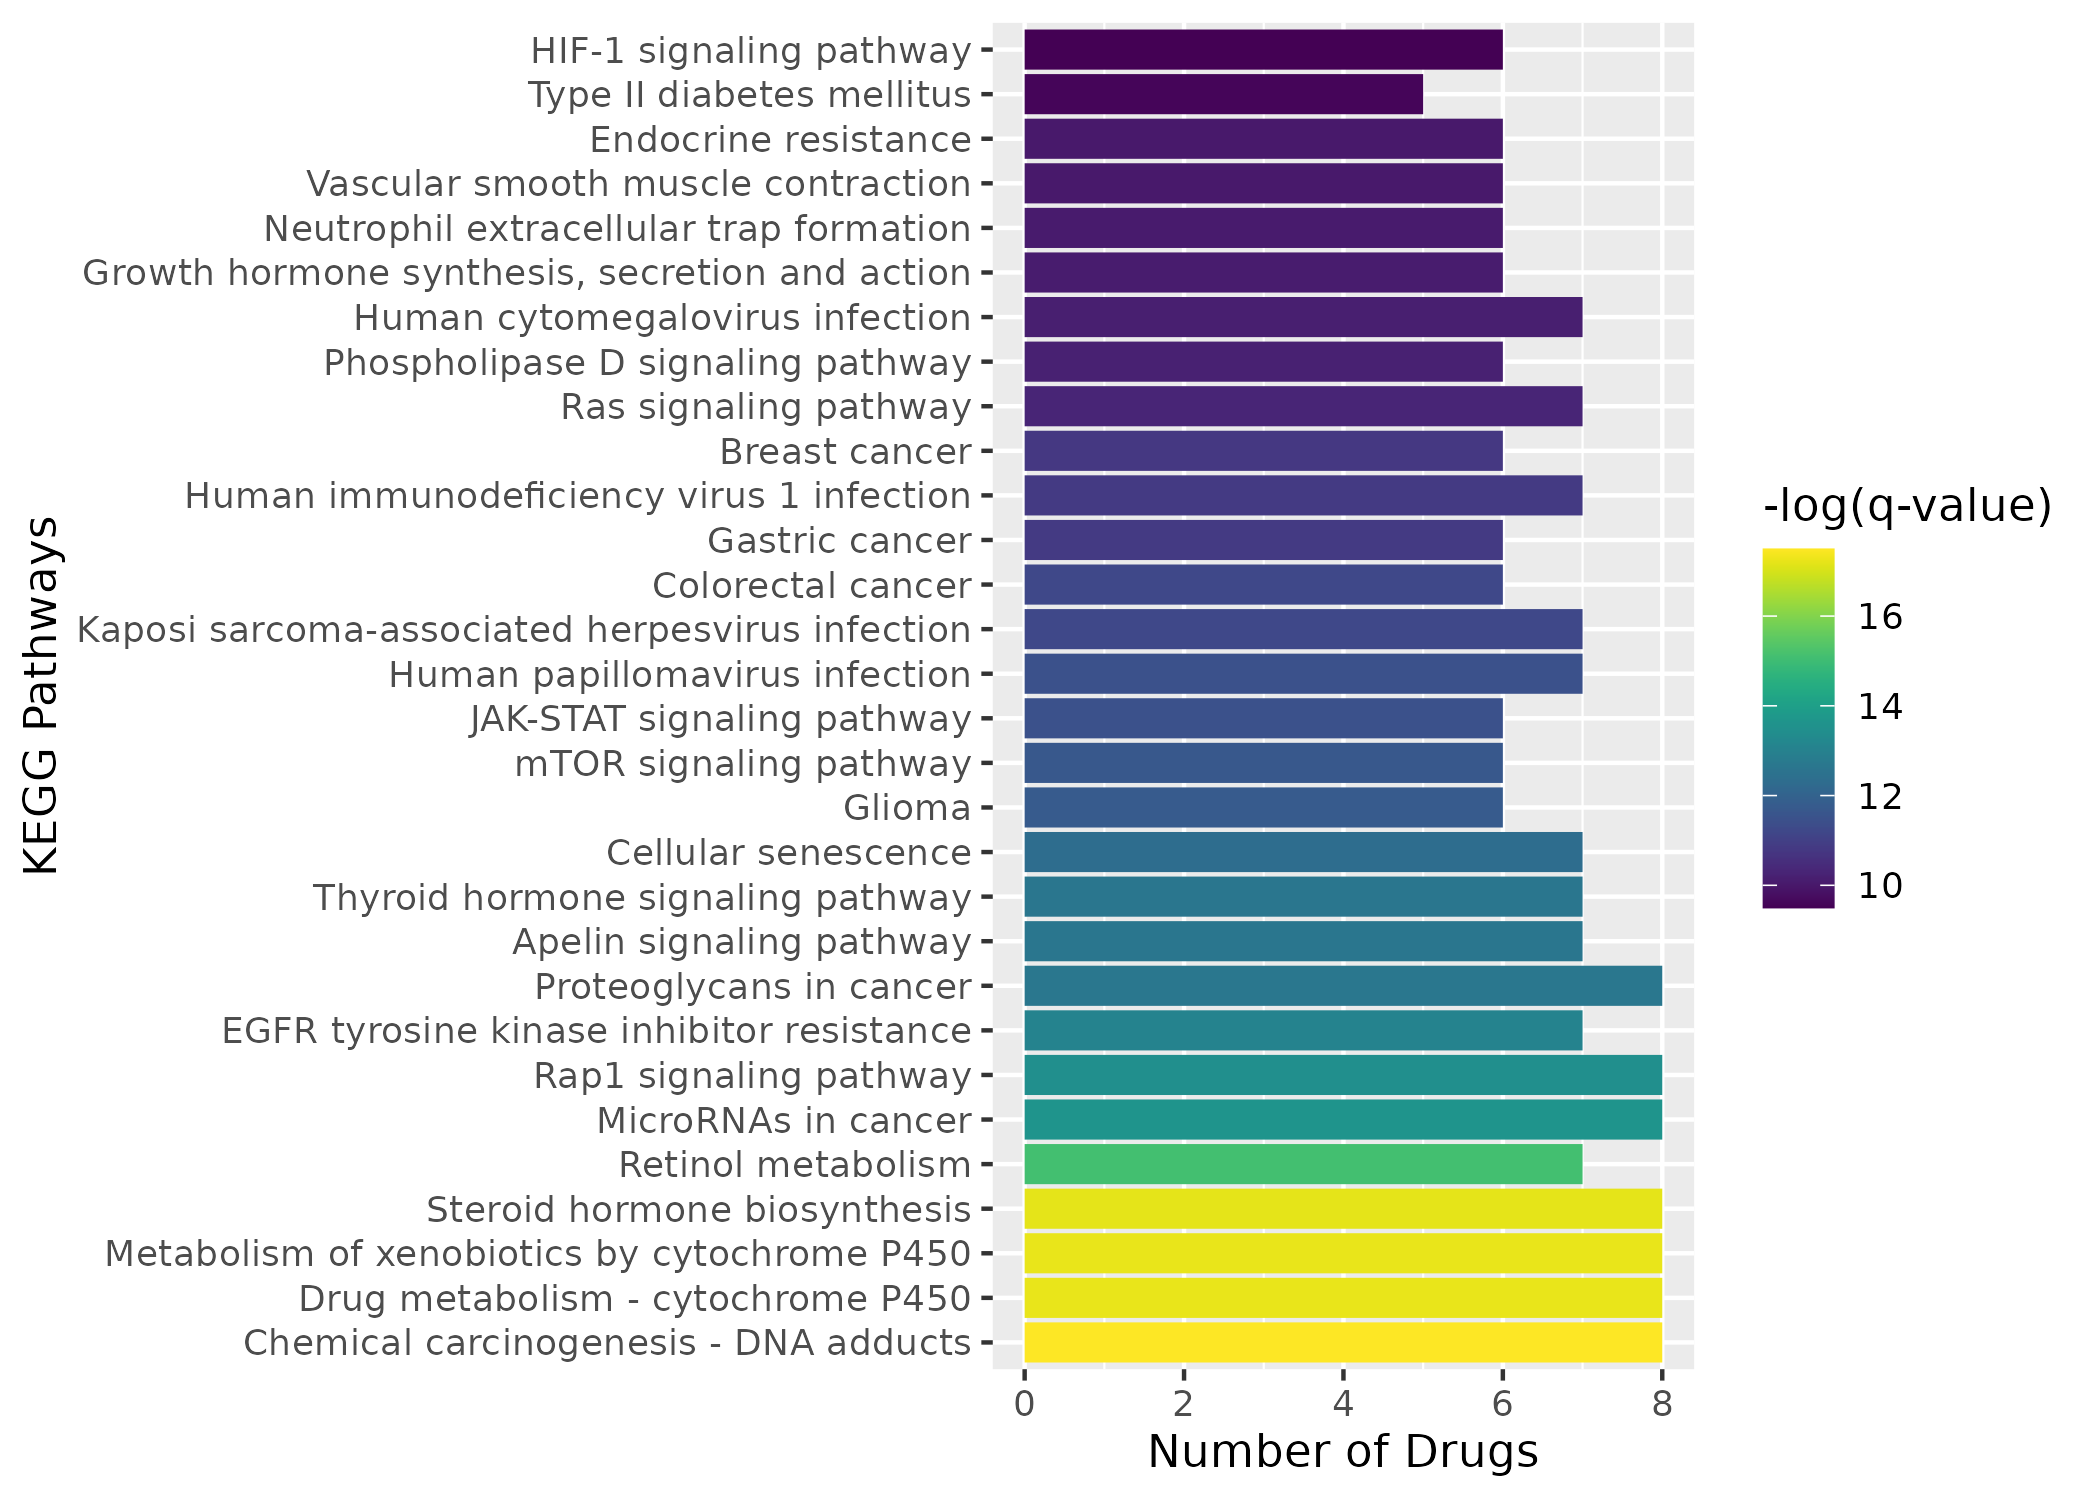 HIF-1 signaling pathway
Type II diabetes mellitus
Endocrine resistance
Vascular smooth muscle contraction
Neutrophil extracellular trap formation
Growth hormone synthesis, secretion and action
Human cytomegalovirus infection
Phospholipase D signaling pathway
Ras signaling pathway
Breast cancer
Human immunodeficiency virus 1 infection
Gastric cancer
Colorectal cancer
Kaposi sarcoma-associated herpesvirus infection
Human papillomavirus infection
JAK-STAT signaling pathway
mTOR signaling pathway
Glioma
Cellular senescence
Thyroid hormone signaling pathway
Apelin signaling pathway
Proteoglycans in cancer
EGFR tyrosine kinase inhibitor resistance
Rap1 signaling pathway
MicroRNAs in cancer
Retinol metabolism
Steroid hormone biosynthesis
Metabolism of xenobiotics by cytochrome P450
Drug metabolism - cytochrome P450
Chemical carcinogenesis - DNA adducts
KEGG Pathways
0 2 4 6 8
Number of Drugs
-log(q-value)
16
14
12
10